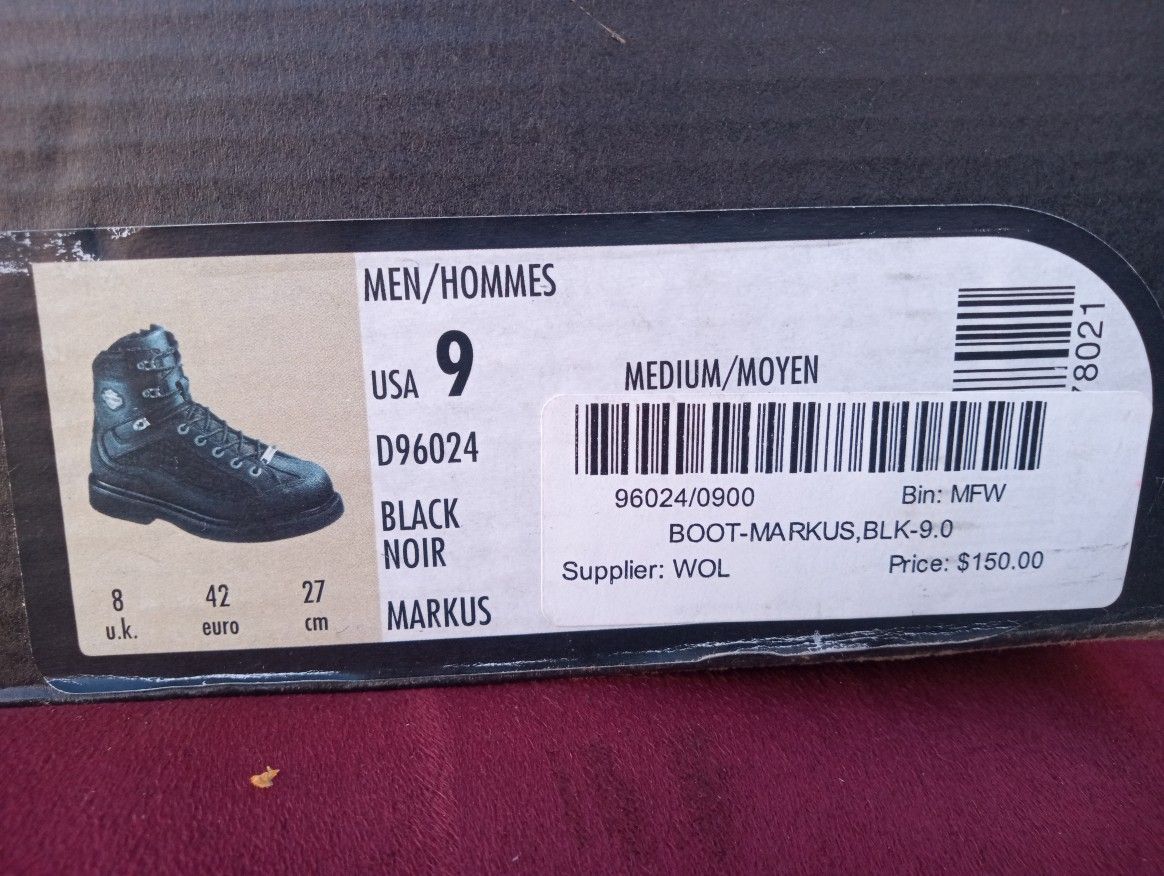 MEN/HOMMES
USA 9
MEDIUM/MOYEN
D96024
BLACK
NOIR
MARKUS
8
u.k.
42
euro
27
cm
78021
96024/0900
Bin: MFW
BOOT-MARKUS,BLK-9.0
Supplier: WOL
Price: $150.00